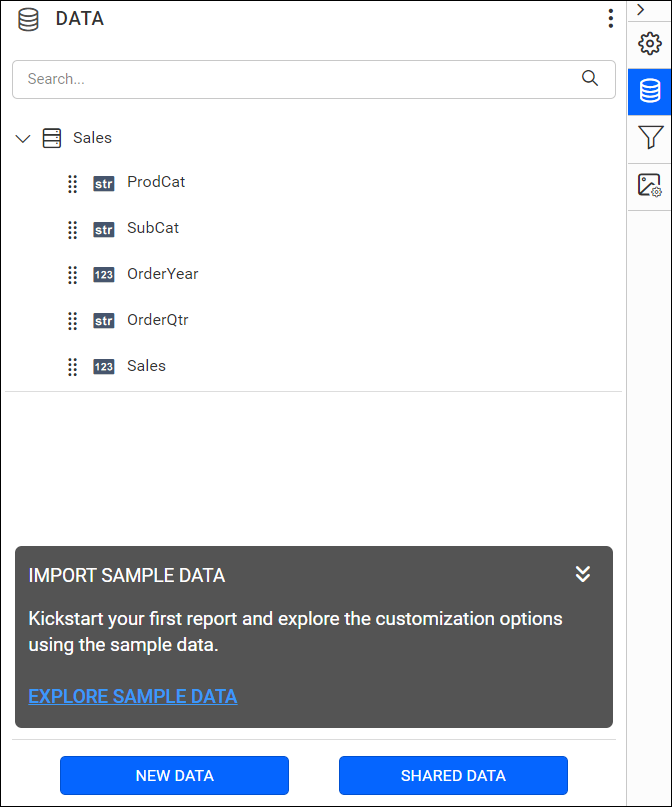 DATA
Search...
Sales
str ProdCat
str SubCat
123 OrderYear
str OrderQtr
123 Sales
IMPORT SAMPLE DATA
Kickstart your first report and explore the customization options
using the sample data.
EXPLORE SAMPLE DATA
NEW DATA SHARED DATA